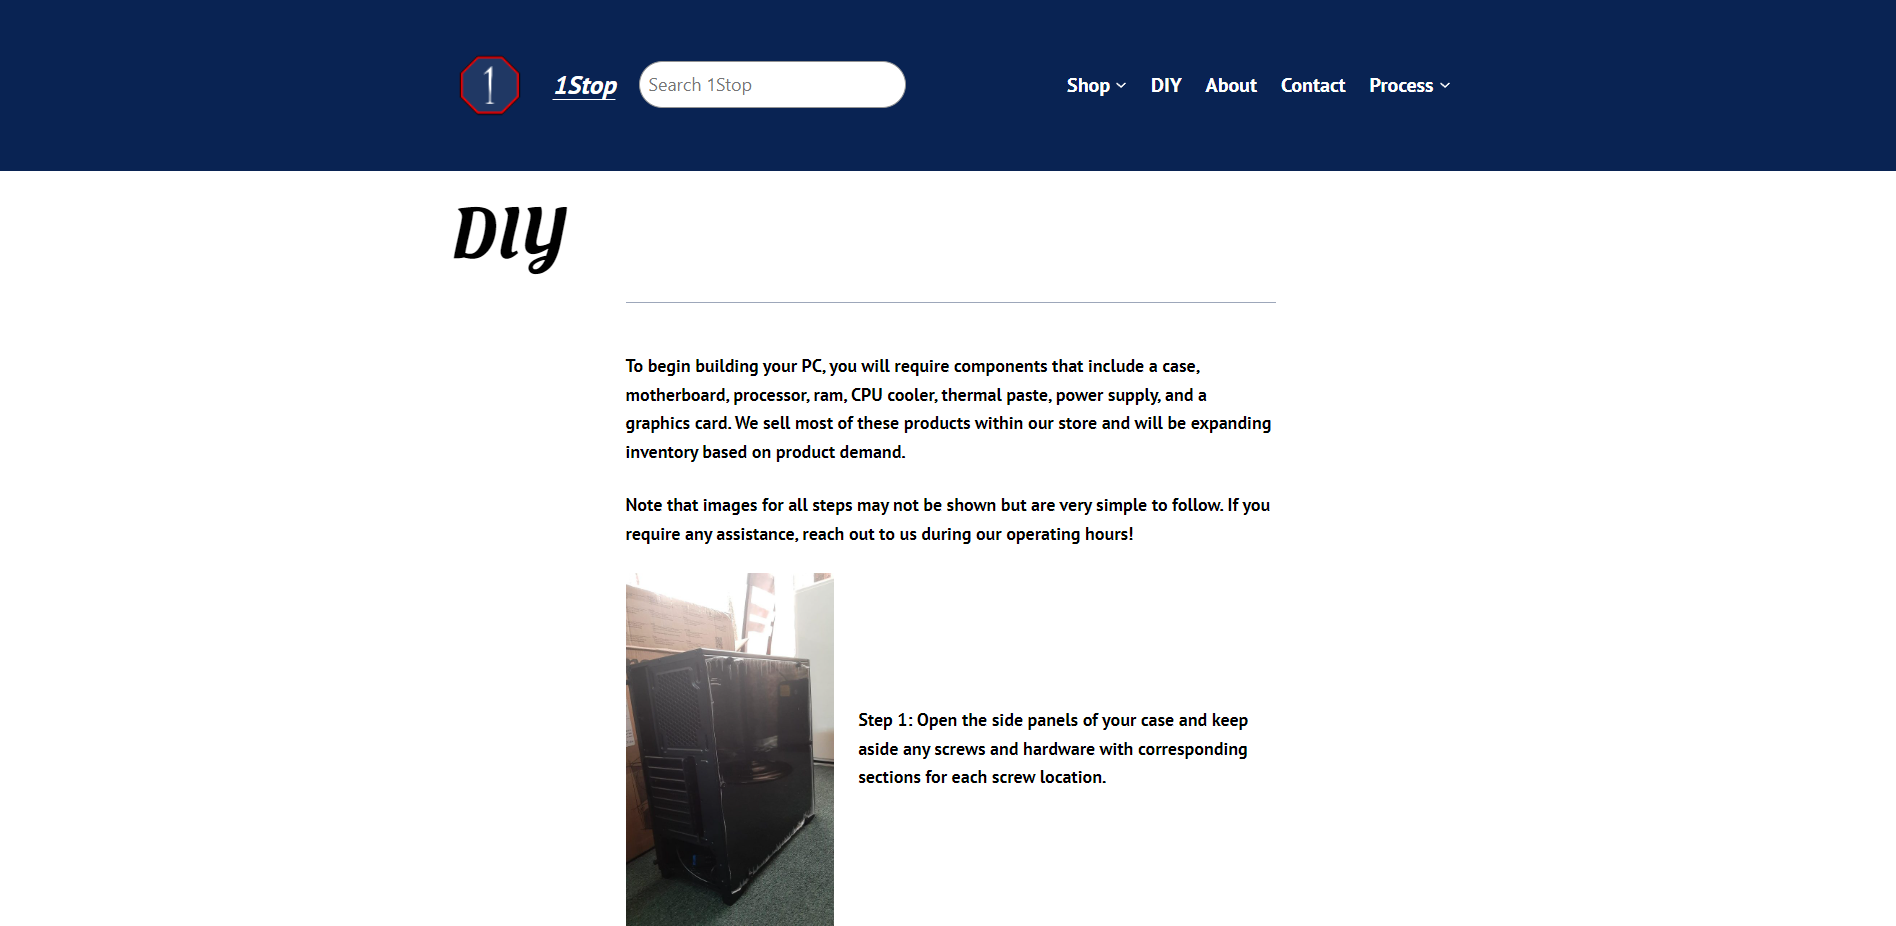 1
1Stop
Search 1Stop
Shop
DIY
About
Contact
Process
DIY
To begin building your PC, you will require components that include a case,
motherboard, processor, ram, CPU cooler, thermal paste, power supply, and a
graphics card. We sell most of these products within our store and will be expanding
inventory based on product demand.
Note that images for all steps may not be shown but are very simple to follow. If you
require any assistance, reach out to us during our operating hours!
Step 1: Open the side panels of your case and keep
aside any screws and hardware with corresponding
sections for each screw location.